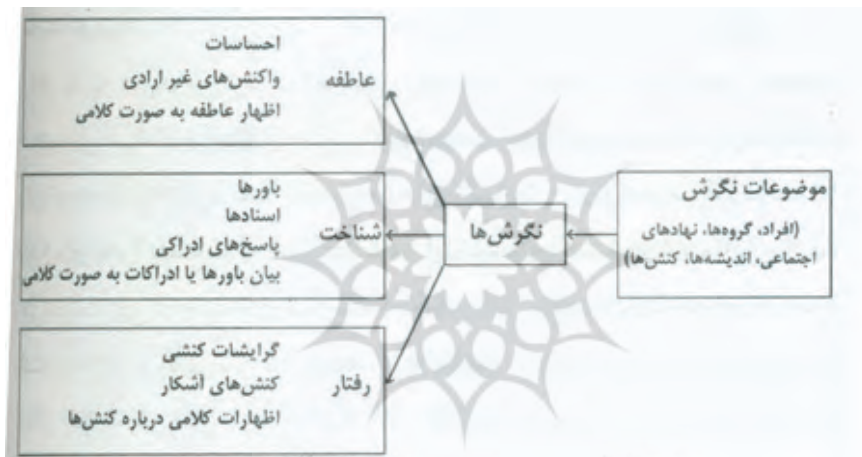 موضوعات نگرش
(افراد، گروه‌ها، نهادهای
اجتماعی، اندیشه‌ها، کنش‌ها)
نگرش‌ها
عاطفه
احساسات
واکنش‌های غیر ارادی
اظهار عاطفه به صورت کلامی
شناخت
باورها
اسنادها
پاسخ‌های ادراکی
بیان باورها یا ادراکات به صورت کلامی
رفتار
گرایشات کنشی
کنش‌های آشکار
اظهارات کلامی درباره کنش‌ها